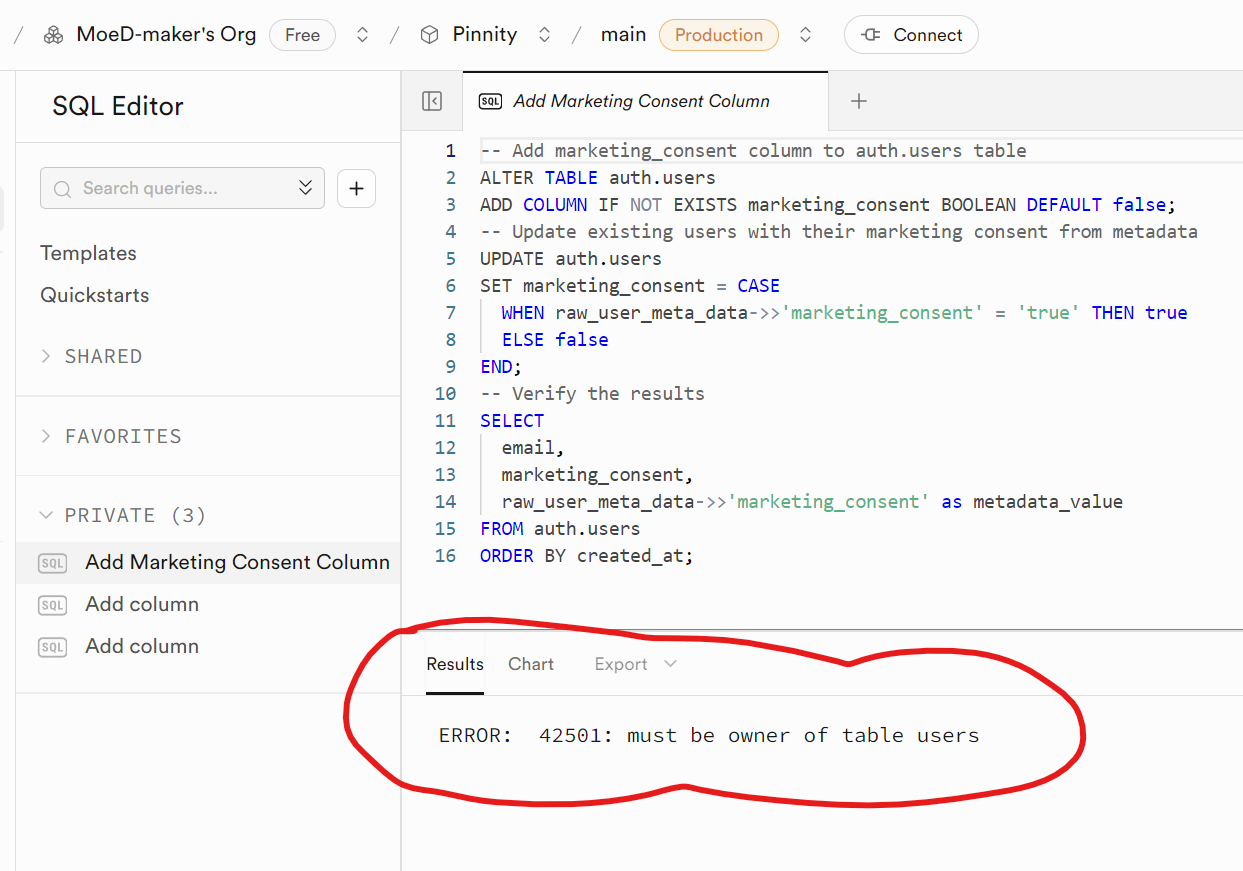 / MoeD-maker's Org Free / Pinnity / main Production Connect
SQL Editor
SQL Add Marketing Consent Column
Search queries...
Templates
Quickstarts
SHARED
FAVORITES
PRIVATE (3)
SQL Add Marketing Consent Column
SQL Add column
SQL Add column
1 -- Add marketing_consent column to auth.users table
2 ALTER TABLE auth.users
3 ADD COLUMN IF NOT EXISTS marketing_consent BOOLEAN DEFAULT false;
4 -- Update existing users with their marketing consent from metadata
5 UPDATE auth.users
6 SET marketing_consent = CASE
7 WHEN raw_user_meta_data->>'marketing_consent' = 'true' THEN true
8 ELSE false
9 END;
10 -- Verify the results
11 SELECT
12 email,
13 marketing_consent,
14 raw_user_meta_data->>'marketing_consent' as metadata_value
15 FROM auth.users
16 ORDER BY created_at;
Results Chart Export
ERROR: 42501: must be owner of table users